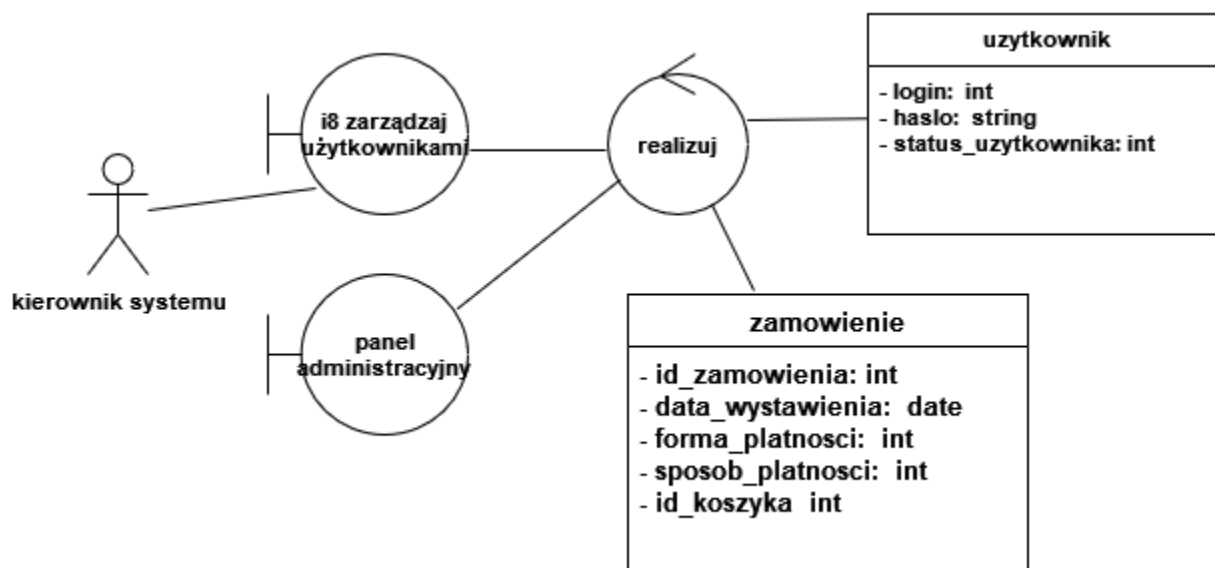 i8 zarządzaj
użytkownikami
realizuj
uzytkownik
- login: int
- haslo: string
- status_uzytkownika: int
kierownik systemu
panel
administracyjny
zamowienie
- id_zamowienia: int
- data_wystawienia: date
- forma_platnosci: int
- sposob_platnosci: int
- id_koszyka int